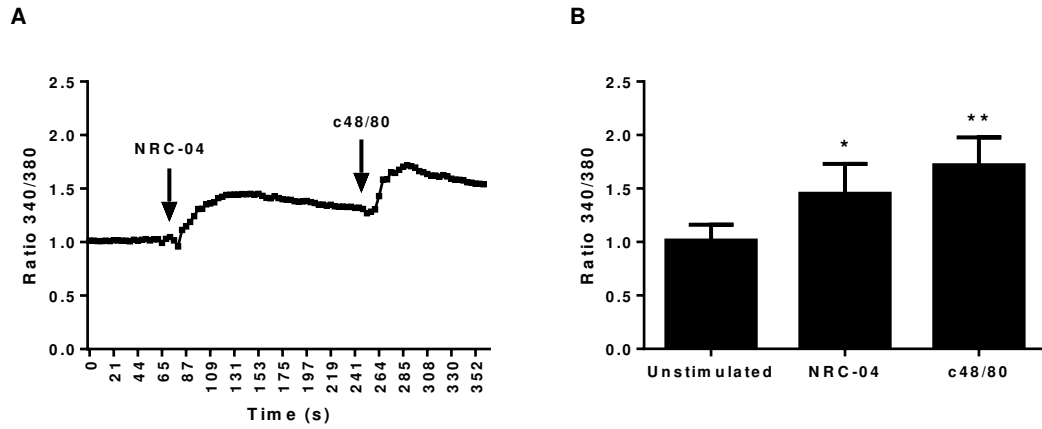 A
Ratio 340/380
2.5
2.0
1.5
1.0
0.5
0.0
NRC-04
c48/80
0 21 44 65 87 109 131 153 175 197 219 241 264 285 308 330 352
Time (s)
B
Ratio 340/380
2.5
2.0
1.5
1.0
0.5
0.0
*
**
Unstimulated NRC-04 c48/80